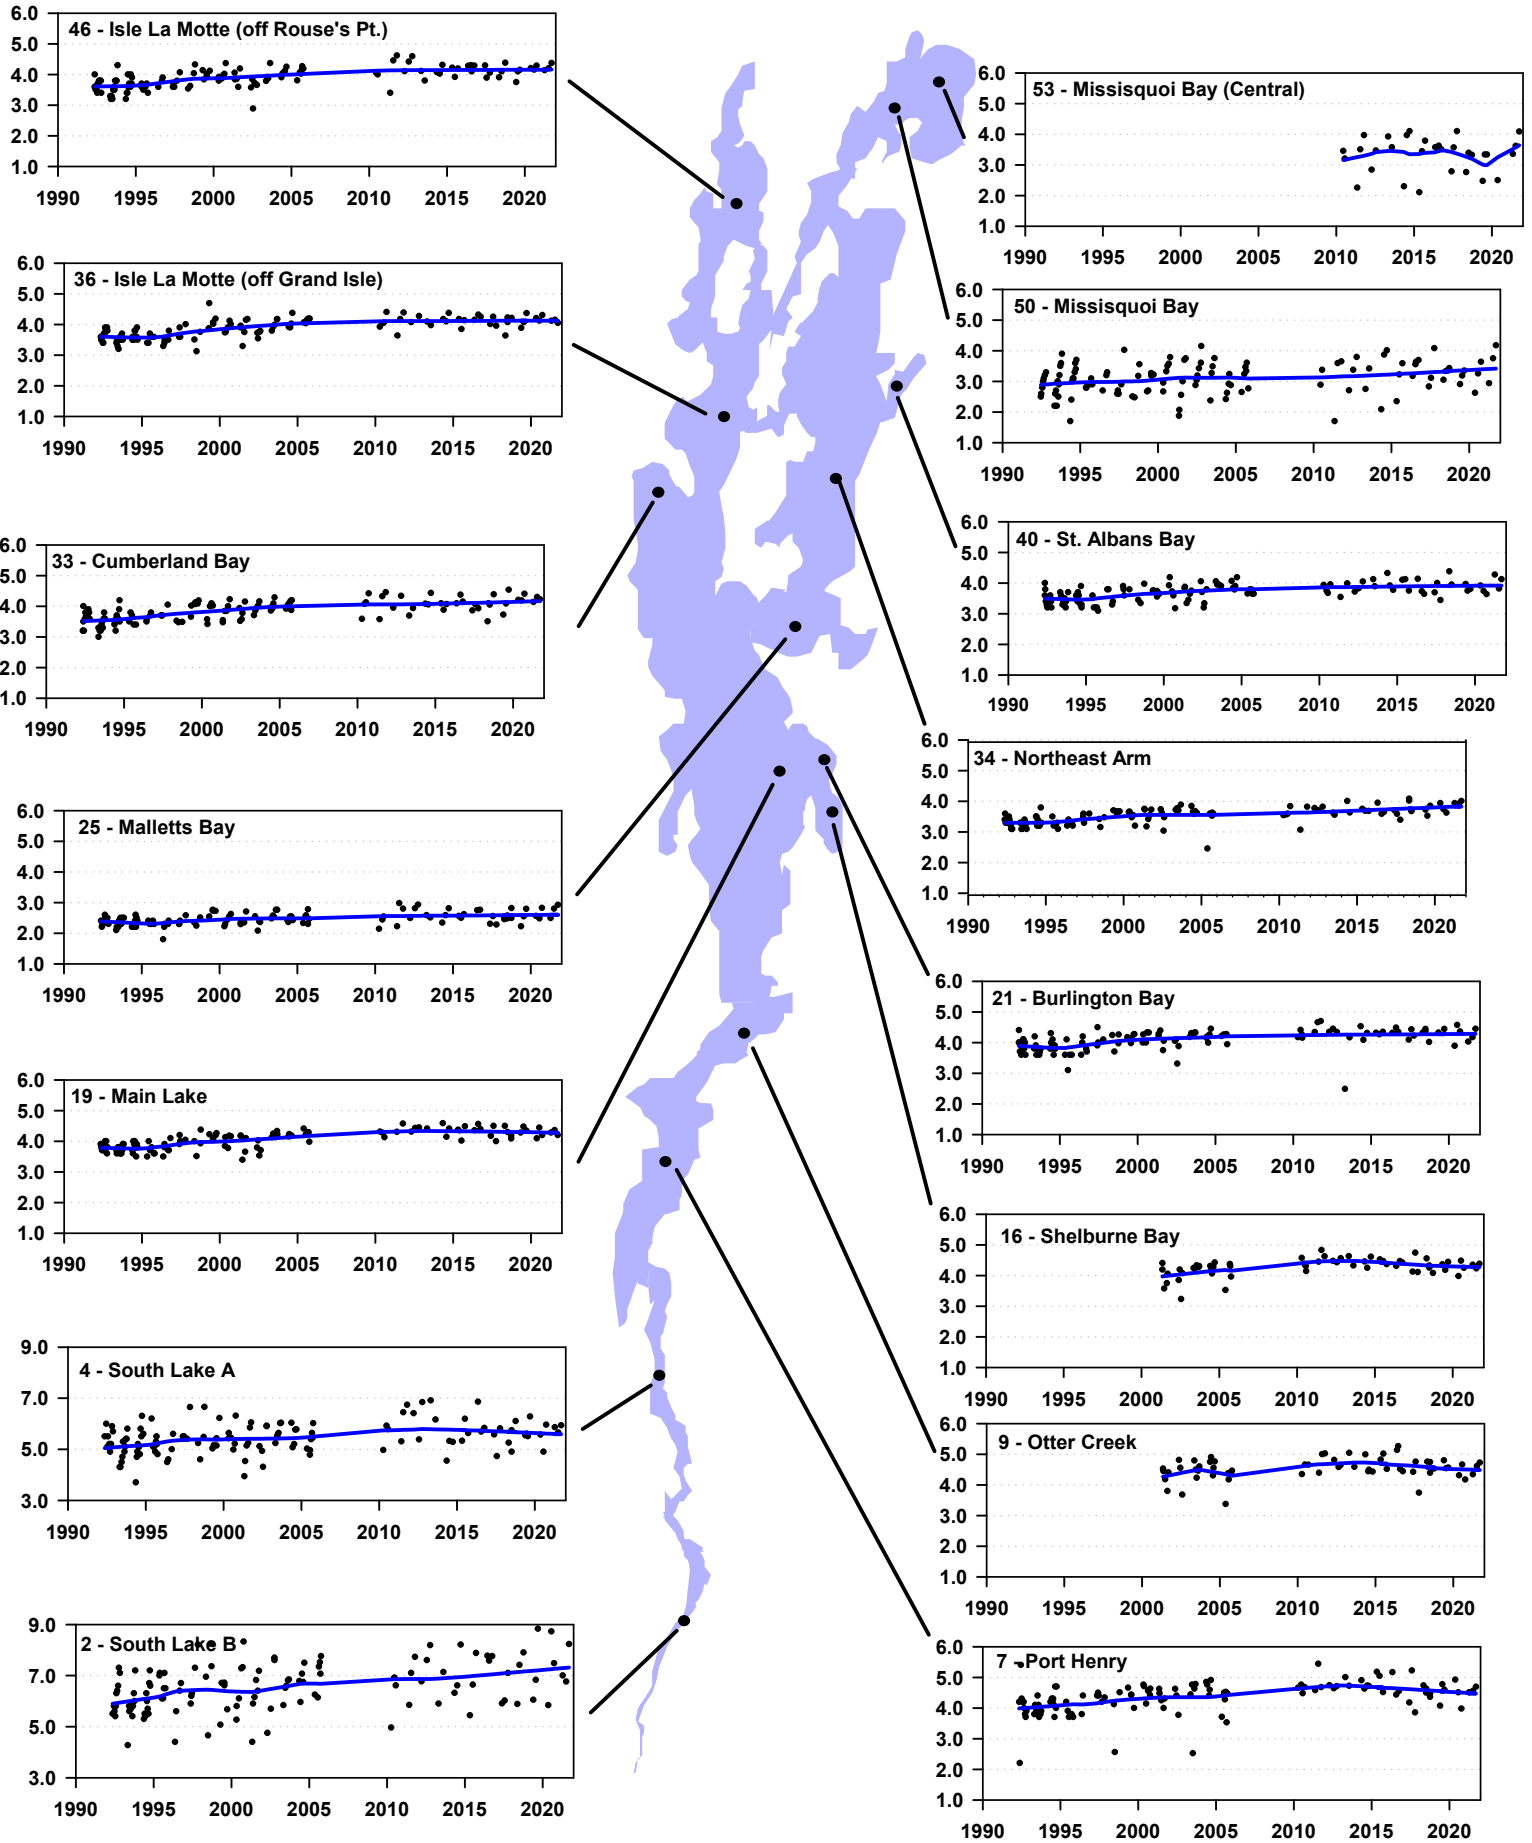 46 - Isle La Motte (off Rouse's Pt.)
6.0
5.0
4.0
3.0
2.0
1.0
1990 1995 2000 2005 2010 2015 2020
36 - Isle La Motte (off Grand Isle)
6.0
5.0
4.0
3.0
2.0
1.0
1990 1995 2000 2005 2010 2015 2020
33 - Cumberland Bay
6.0
5.0
4.0
3.0
2.0
1.0
1990 1995 2000 2005 2010 2015 2020
25 - Malletts Bay
6.0
5.0
4.0
3.0
2.0
1.0
1990 1995 2000 2005 2010 2015 2020
19 - Main Lake
6.0
5.0
4.0
3.0
2.0
1.0
1990 1995 2000 2005 2010 2015 2020
4 - South Lake A
9.0
7.0
5.0
3.0
1990 1995 2000 2005 2010 2015 2020
2 - South Lake B
9.0
7.0
5.0
3.0
1990 1995 2000 2005 2010 2015 2020
53 - Missisquoi Bay (Central)
6.0
5.0
4.0
3.0
2.0
1.0
1990 1995 2000 2005 2010 2015 2020
50 - Missisquoi Bay
6.0
5.0
4.0
3.0
2.0
1.0
1990 1995 2000 2005 2010 2015 2020
40 - St. Albans Bay
6.0
5.0
4.0
3.0
2.0
1.0
1990 1995 2000 2005 2010 2015 2020
34 - Northeast Arm
6.0
5.0
4.0
3.0
2.0
1.0
1990 1995 2000 2005 2010 2015 2020
21 - Burlington Bay
6.0
5.0
4.0
3.0
2.0
1.0
1990 1995 2000 2005 2010 2015 2020
16 - Shelburne Bay
6.0
5.0
4.0
3.0
2.0
1.0
1990 1995 2000 2005 2010 2015 2020
9 - Otter Creek
6.0
5.0
4.0
3.0
2.0
1.0
1990 1995 2000 2005 2010 2015 2020
7 - Port Henry
6.0
5.0
4.0
3.0
2.0
1.0
1990 1995 2000 2005 2010 2015 2020